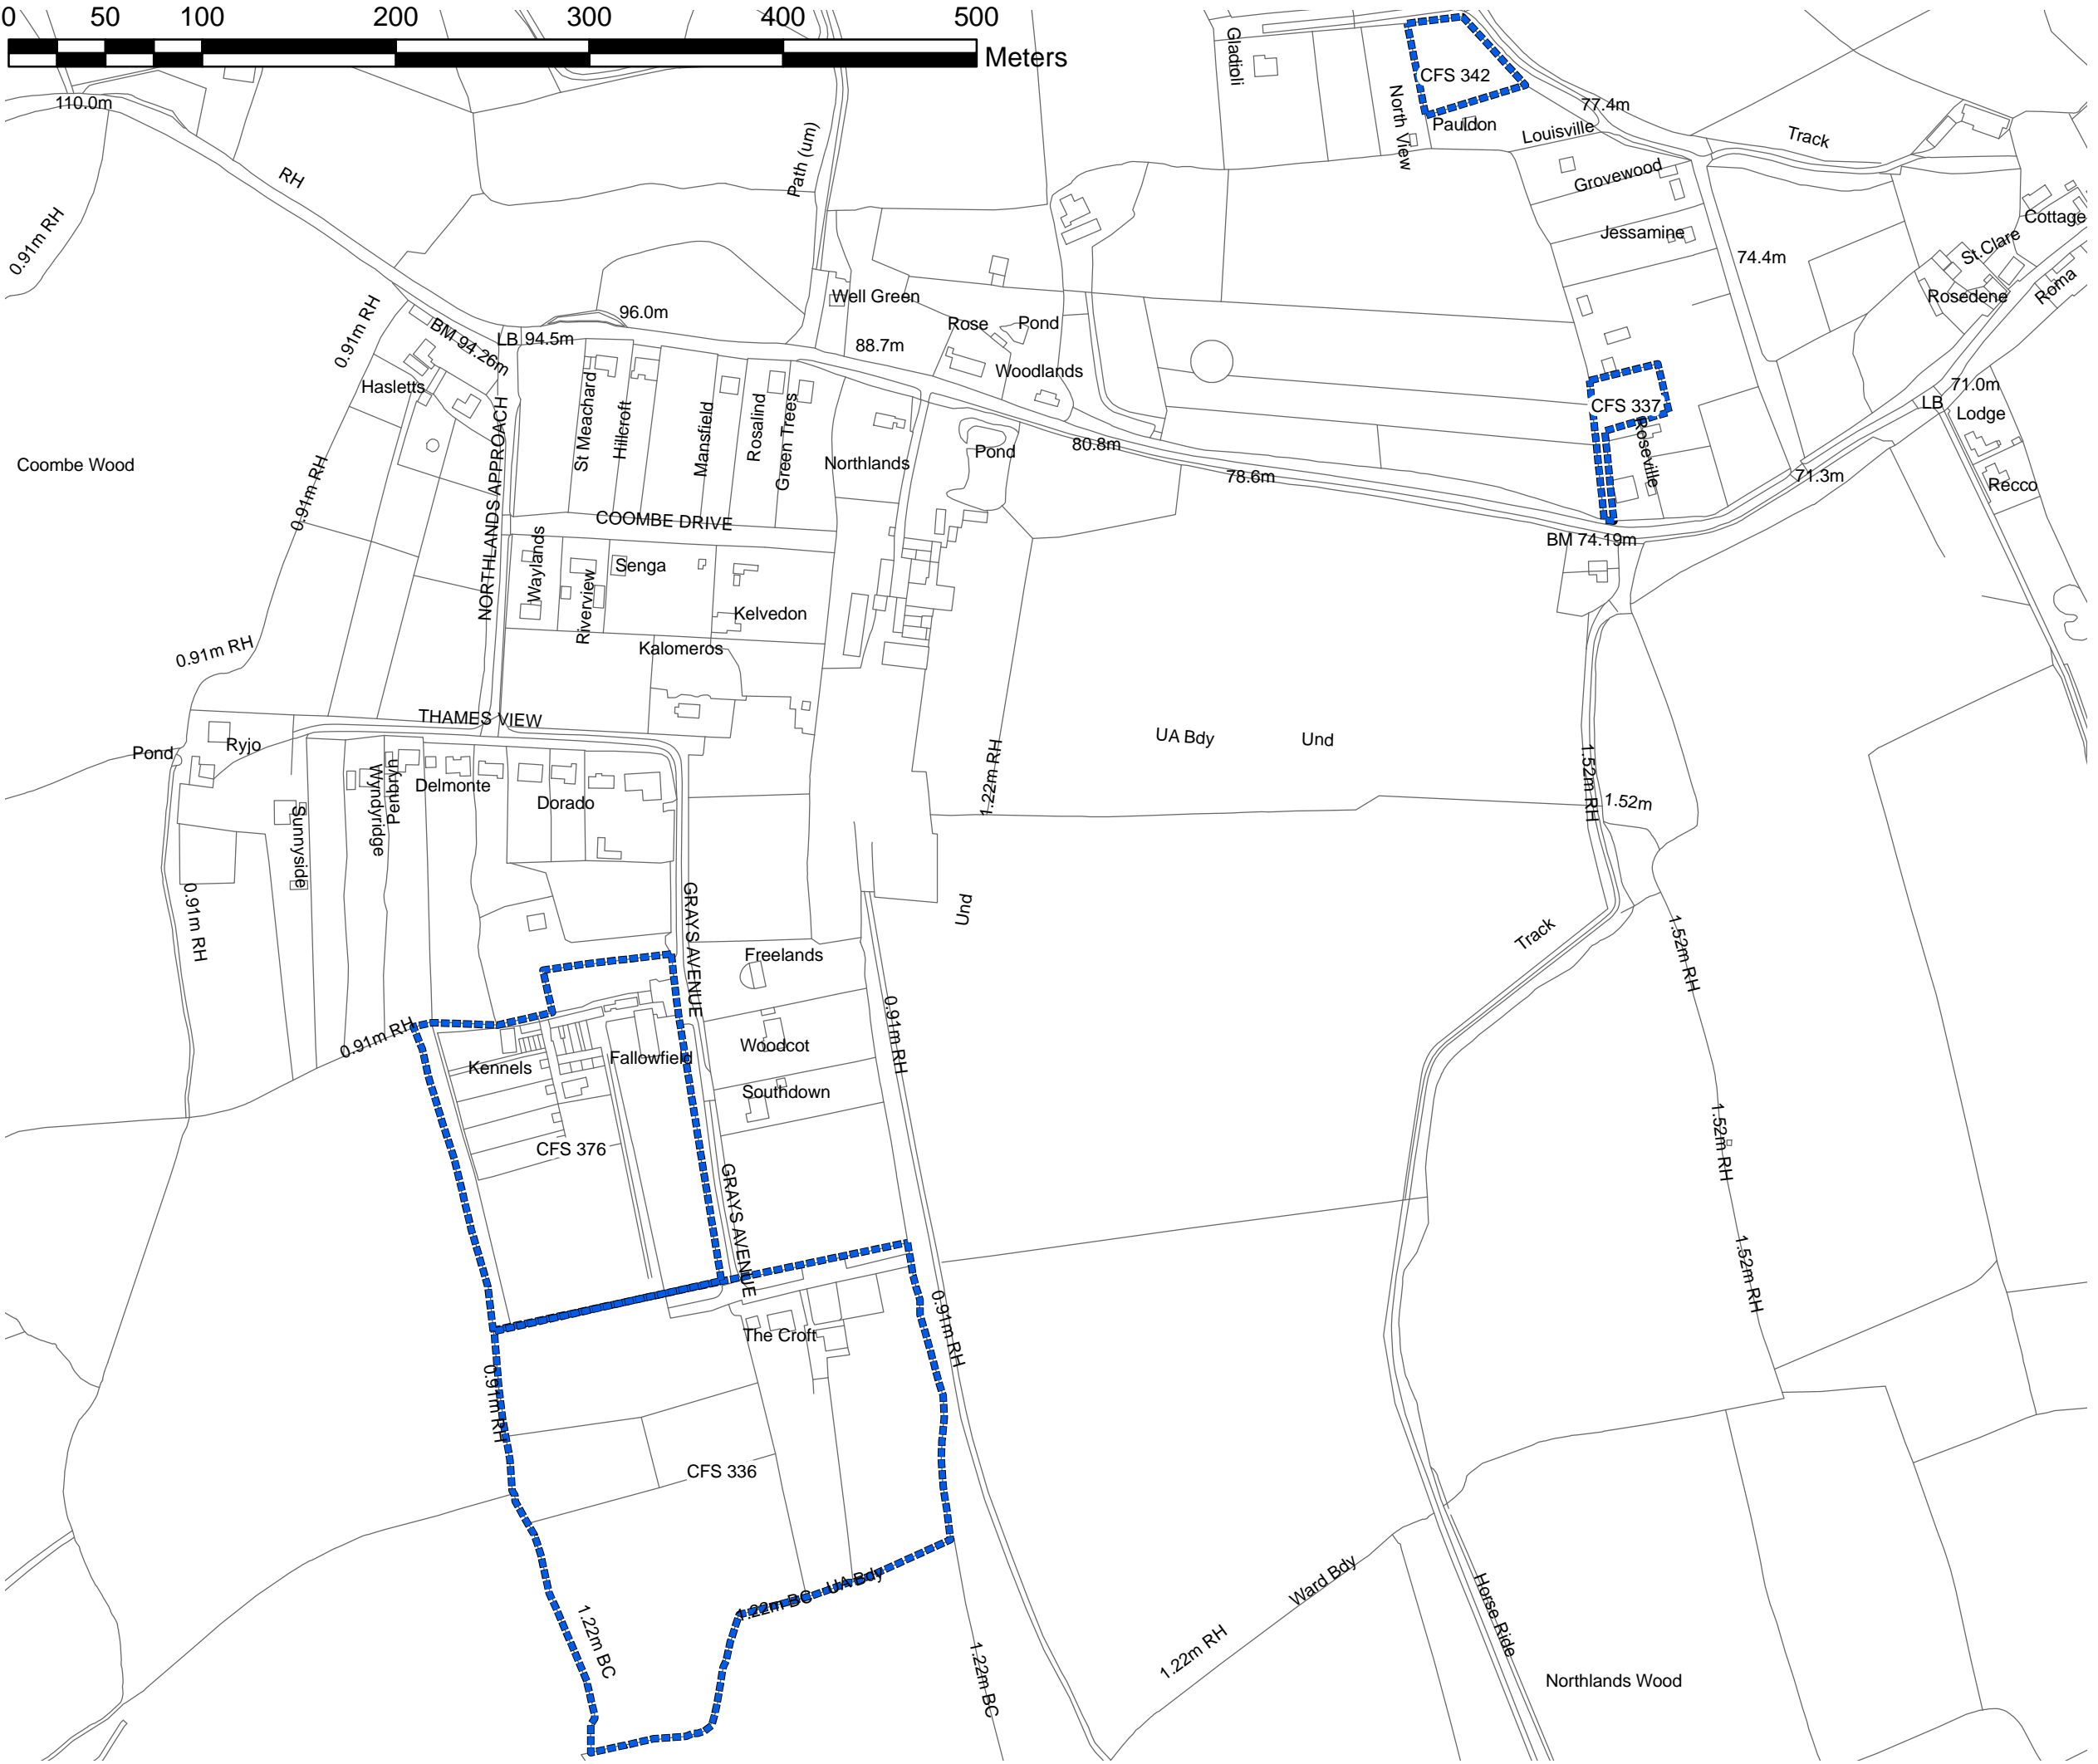 0 50 100 200 300 400 500
Meters
Gladioli
CFS 342
North View
Pauldon
77.4m
Louisville
Track
110.0m
RH
Path (um)
Grovewood
Cottage
0.91m RH
Jessamine
St.Clare
74.4m
Rosedene
Roma
Well Green
0.91m RH
96.0m
BM 94.26m
LB 94.5m
88.7m
Rose
Pond
Woodlands
Hasletts
St Meachard
Hillcroft
Mansfield
Rosalind
Green Trees
71.0m
LB
Lodge
CFS 337
Roseville
Coombe Wood
Northlands
Pond
80.8m
78.6m
71.3m
Recco
0.91m RH
NORTHLANDS APPROACH
COOMBE DRIVE
BM 74.19m
Waylands
Riverview
Senga
Kelvedon
Kalomeros
0.91m RH
THAMES VIEW
Pond
Ryjo
UA Bdy
Und
1.22m RH
1.52m RH
1.52m
Wyndyridge
Penbryn
Delmonte
Dorado
Sunnyside
0.91m RH
GRAYS AVENUE
Und
Track
1.52m RH
Freelands
0.91m RH
0.91m RH
Woodcot
Kennels
Fallowfield
Southdown
1.52m RH
CFS 376
GRAYS AVENUE
1.52m RH
0.91m RH
The Croft
0.91m RH
CFS 336
1.22m BC
UA Bdy
1.22m BC
Ward Bdy
Horse Ride
1.22m RH
1.22m BC
Northlands Wood